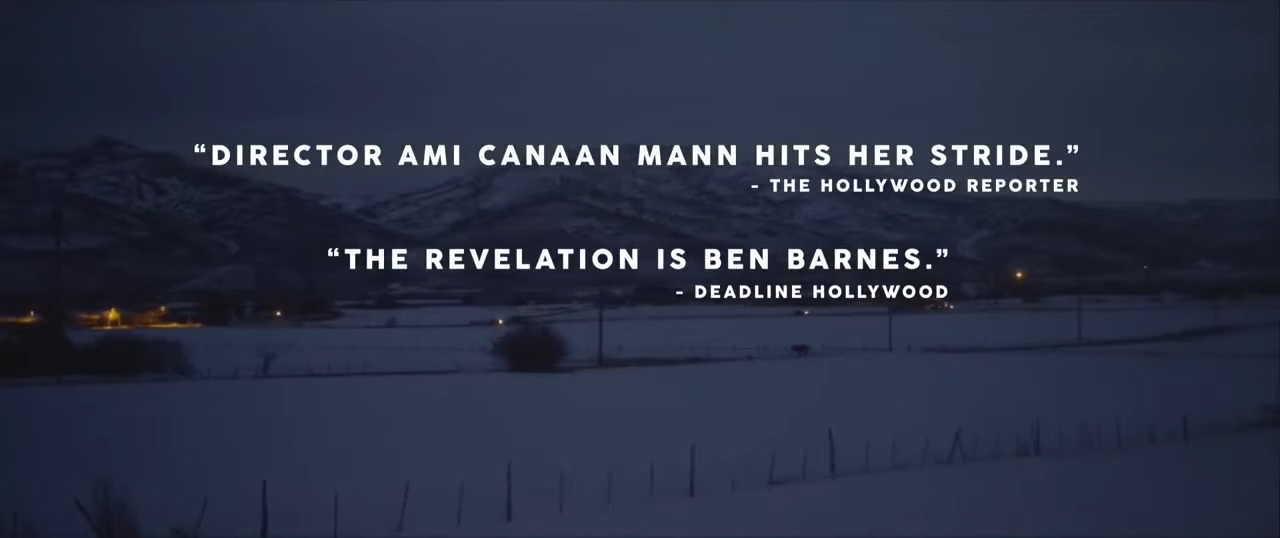 “DIRECTOR AMI CANAAN MANN HITS HER STRIDE.”
- THE HOLLYWOOD REPORTER
“THE REVELATION IS BEN BARNES.”
- DEADLINE HOLLYWOOD